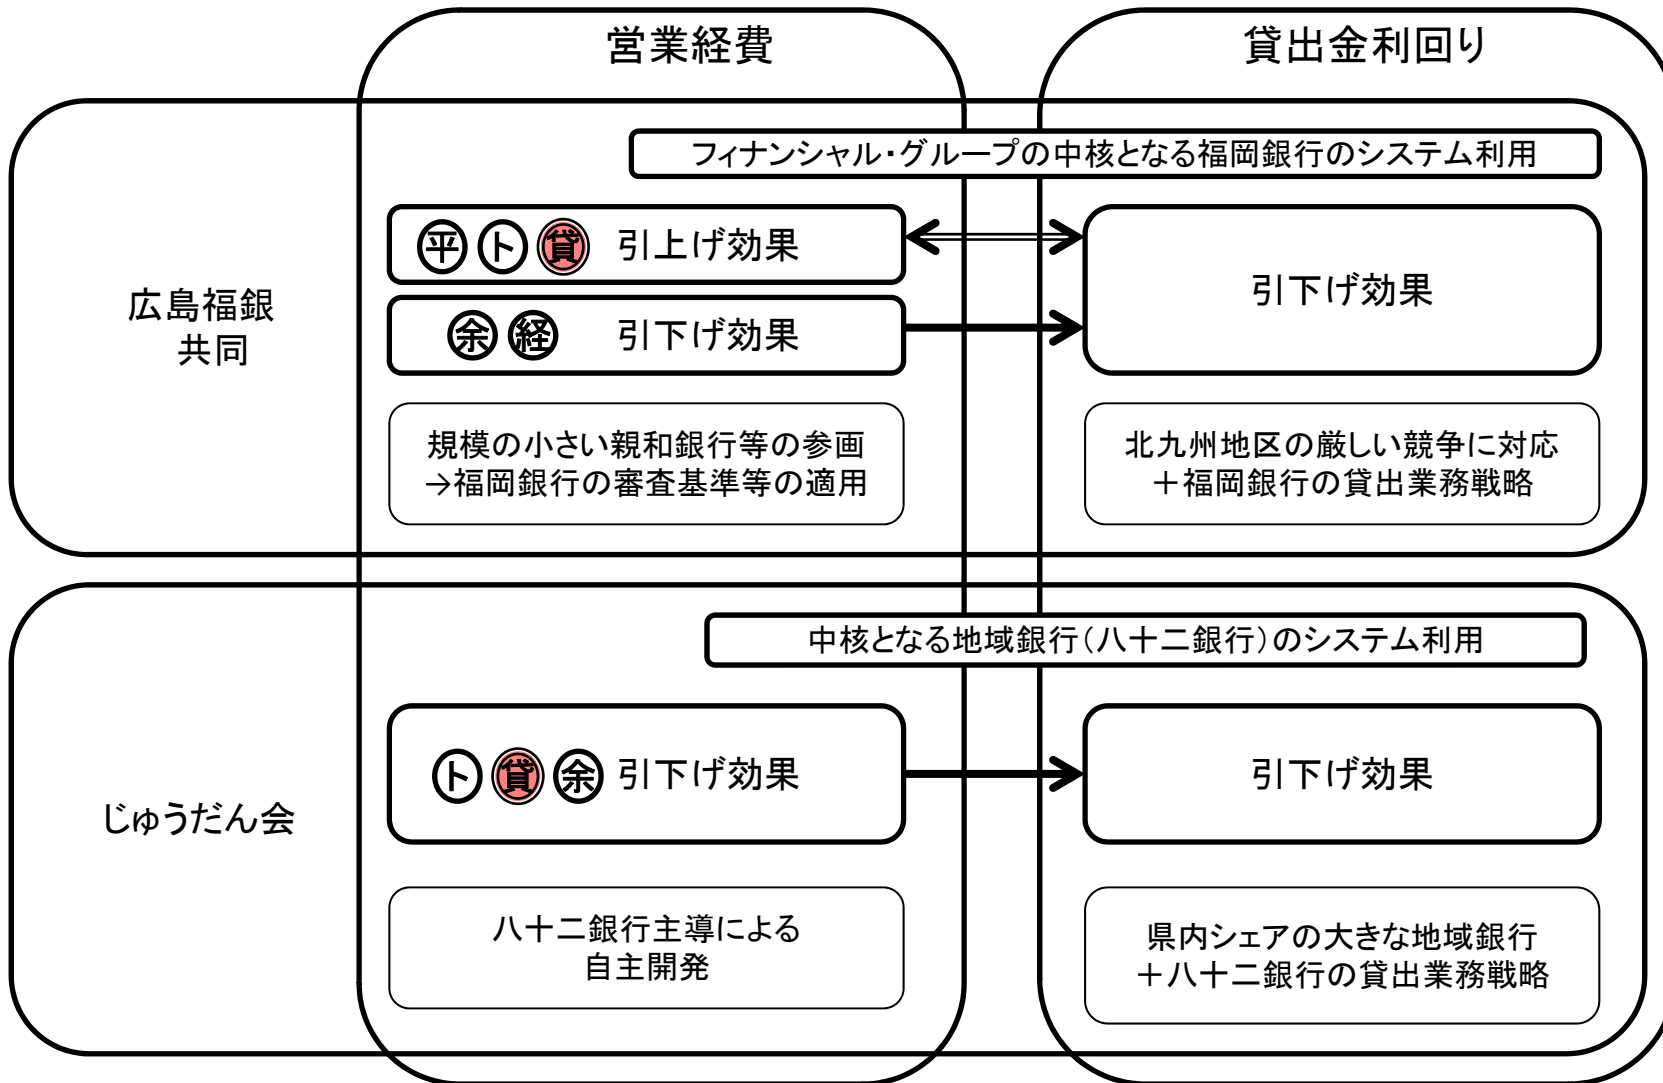 営業経費
貸出金利回り
フィナンシャル・グループの中核となる福岡銀行のシステム利用
広島福銀
共同
平 ト 貸 引上げ効果
余 経 引下げ効果
引下げ効果
規模の小さい親和銀行等の参画
→福岡銀行の審査基準等の適用
北九州地区の厳しい競争に対応
＋福岡銀行の貸出業務戦略
中核となる地域銀行（八十二銀行）のシステム利用
じゅうだん会
ト 貸 余 引下げ効果
引下げ効果
八十二銀行主導による
自主開発
県内シェアの大きな地域銀行
＋八十二銀行の貸出業務戦略